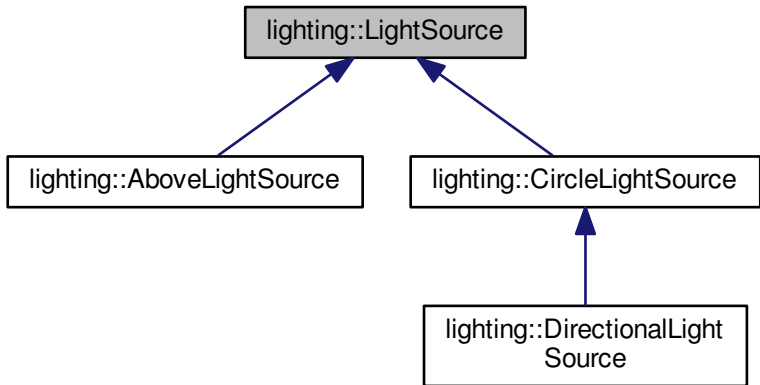 lighting::LightSource
lighting::AboveLightSource
lighting::CircleLightSource
lighting::DirectionalLight
Source